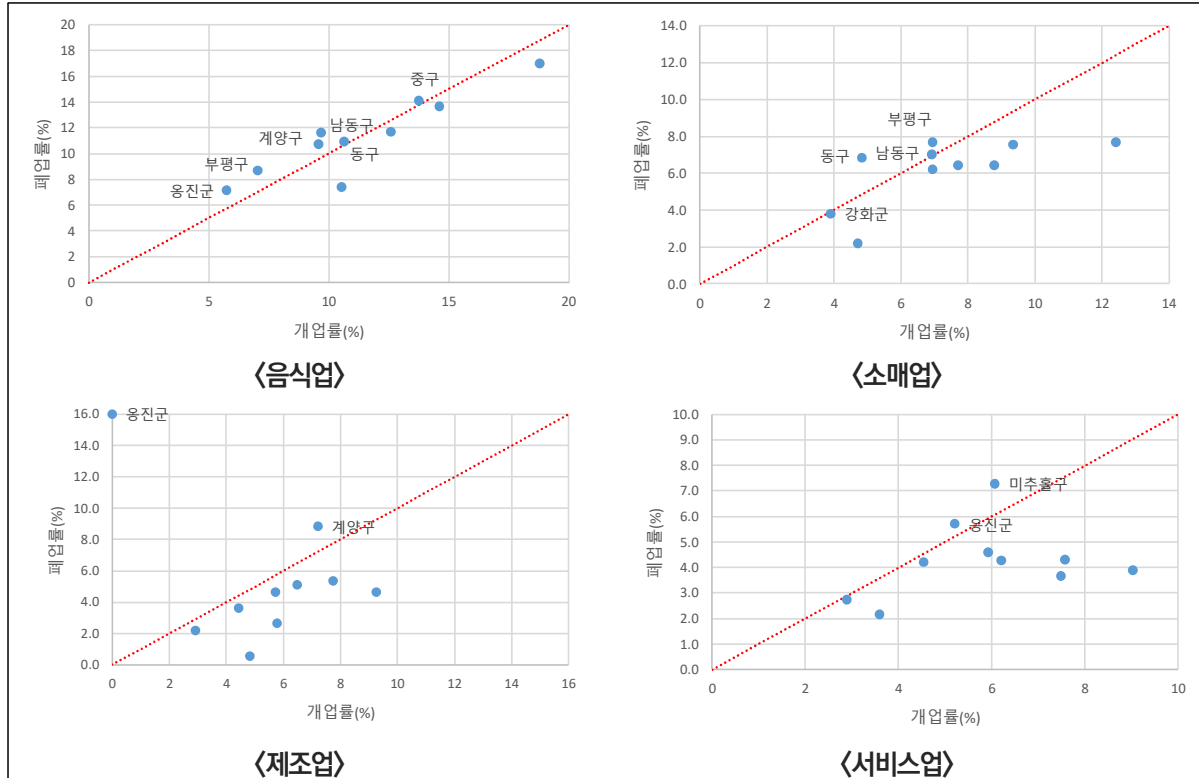 20
18
16
14
12
10
8
6
4
2
0
0
5
10
15
20
폐업률(%)
개업률(%)
중구
계양구
남동구
동구
부평구
옹진군
〈음식업〉
14.0
12.0
10.0
8.0
6.0
4.0
2.0
0.0
0
2
4
6
8
10
12
14
폐업률(%)
개업률(%)
부평구
동구
남동구
강화군
〈소매업〉
16.0
14.0
12.0
10.0
8.0
6.0
4.0
2.0
0.0
0
2
4
6
8
10
12
14
16
폐업률(%)
개업률(%)
옹진군
계양구
〈제조업〉
10.0
9.0
8.0
7.0
6.0
5.0
4.0
3.0
2.0
1.0
0.0
0
2
4
6
8
10
폐업률(%)
개업률(%)
미추홀구
옹진군
〈서비스업〉